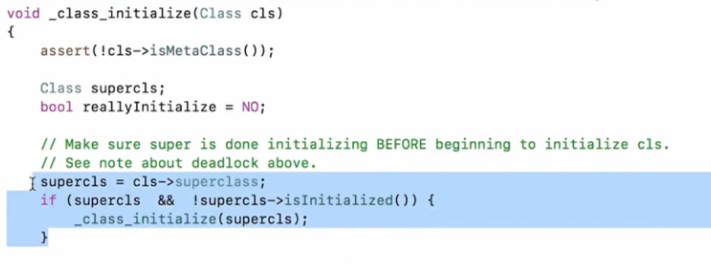 void _class_initialize(Class cls)
{
    assert(!cls->isMetaClass());

    Class supercls;
    bool reallyInitialize = NO;

    // Make sure super is done initializing BEFORE beginning to initialize cls.
    // See note about deadlock above.
    supercls = cls->superclass;
    if (supercls  &&  !supercls->isInitialized()) {
        _class_initialize(supercls);
    }